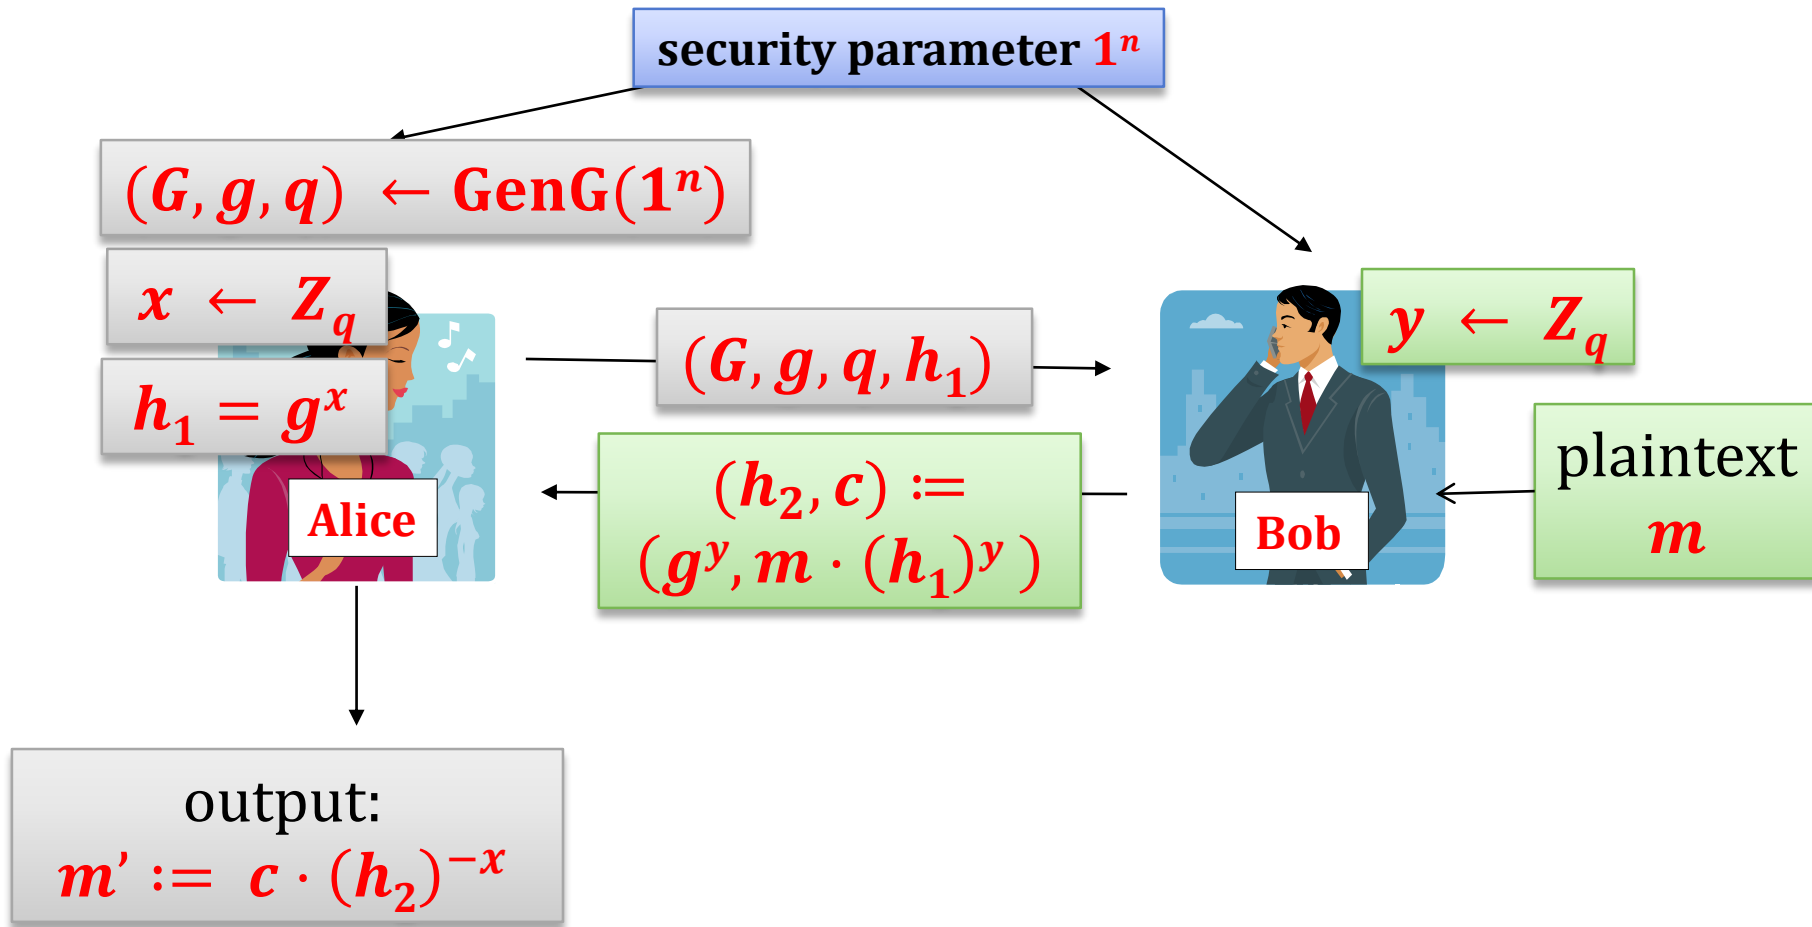 security parameter 1ⁿ
(G, g, q) ← GenG(1ⁿ)
x ← Z_q
h₁ = gˣ
Alice
(G, g, q, h₁)
(h₂, c) :=
(gʸ, m · (h₁)ʸ )
y ← Z_q
Bob
plaintext
m
output:
m’ := c · (h₂)⁻ˣ